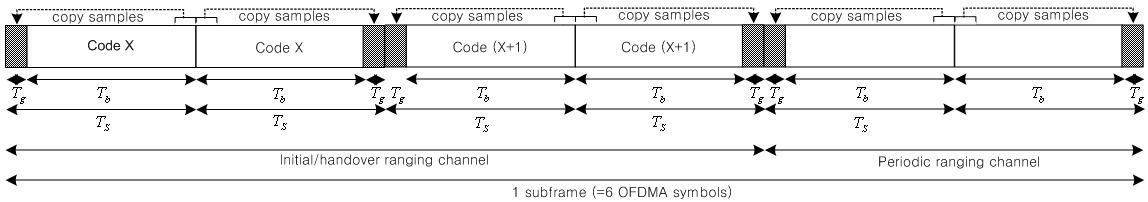 copy samples copy samples copy samples copy samples copy samples copy samples
Code X Code X Code (X+1) Code (X+1)
Tg Tb Tb Tg Tg Tb Tb Tg Tg Tb Tb Tg
TS TS TS TS TS TS
Initial/handover ranging channel Periodic ranging channel
1 subframe (=6 OFDMA symbols)